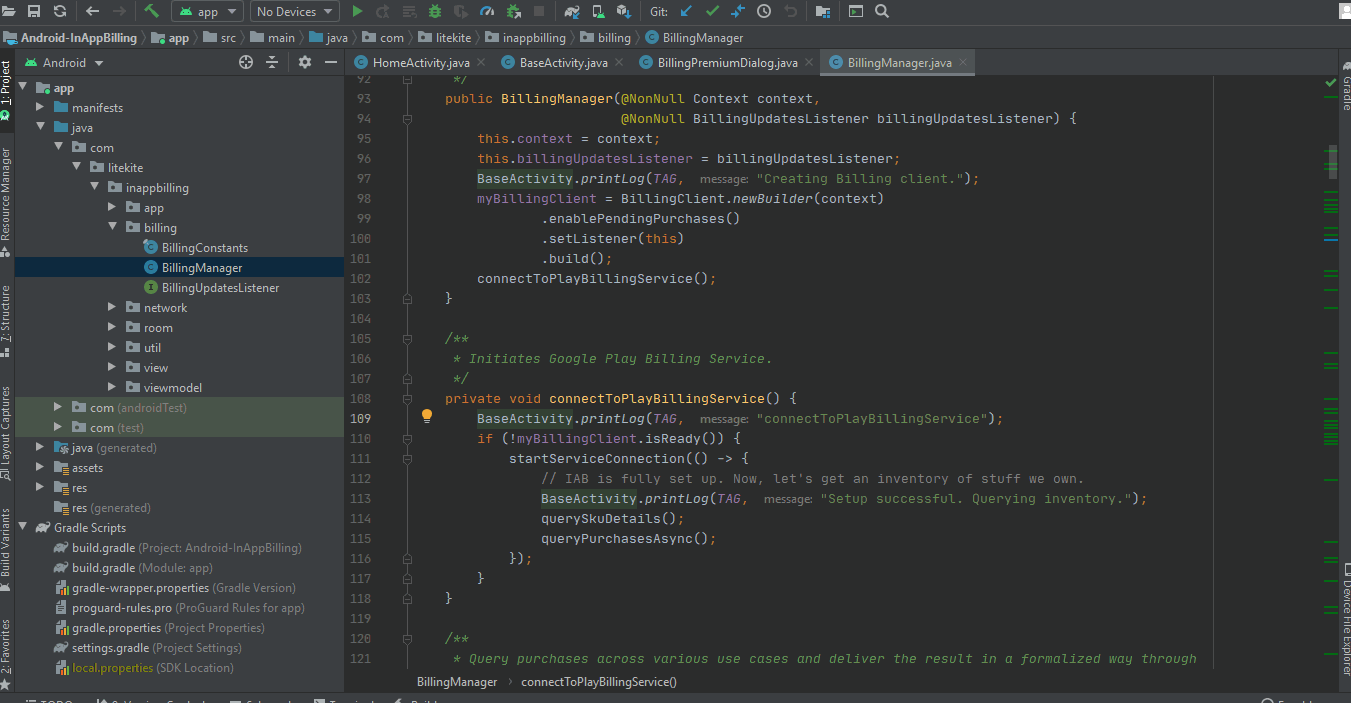 app
No Devices
Git:
Android-InAppBilling
app
src
main
java
com
litekite
inappbilling
billing
BillingManager
Android
HomeActivity.java
BaseActivity.java
BillingPremiumDialog.java
BillingManager.java
1: Project
Resource Manager
7: Structure
Layout Captures
Build Variants
2: Favorites
app
manifests
java
com
litekite
inappbilling
app
billing
BillingConstants
BillingManager
BillingUpdatesListener
network
room
util
view
viewmodel
com (androidTest)
com (test)
java (generated)
assets
res
res (generated)
Gradle Scripts
build.gradle (Project: Android-InAppBilling)
build.gradle (Module: app)
gradle-wrapper.properties (Gradle Version)
proguard-rules.pro (ProGuard Rules for app)
gradle.properties (Project Properties)
settings.gradle (Project Settings)
local.properties (SDK Location)
92 */
93 public BillingManager(@NonNull Context context,
94 @NonNull BillingUpdatesListener billingUpdatesListener) {
95 this.context = context;
96 this.billingUpdatesListener = billingUpdatesListener;
97 BaseActivity.printLog(TAG, message: "Creating Billing client.");
98 myBillingClient = BillingClient.newBuilder(context)
99 .enablePendingPurchases()
100 .setListener(this)
101 .build();
102 connectToPlayBillingService();
103 }
104
105 /**
106 * Initiates Google Play Billing Service.
107 */
108 private void connectToPlayBillingService() {
109 BaseActivity.printLog(TAG, message: "connectToPlayBillingService");
110 if (!myBillingClient.isReady()) {
111 startServiceConnection(() -> {
112 // IAB is fully set up. Now, let's get an inventory of stuff we own.
113 BaseActivity.printLog(TAG, message: "Setup successful. Querying inventory.");
114 querySkuDetails();
115 queryPurchasesAsync();
116 });
117 }
118 }
119
120 /**
121 * Query purchases across various use cases and deliver the result in a formalized way through
BillingManager
connectToPlayBillingService()
Gradle
Device File Explorer